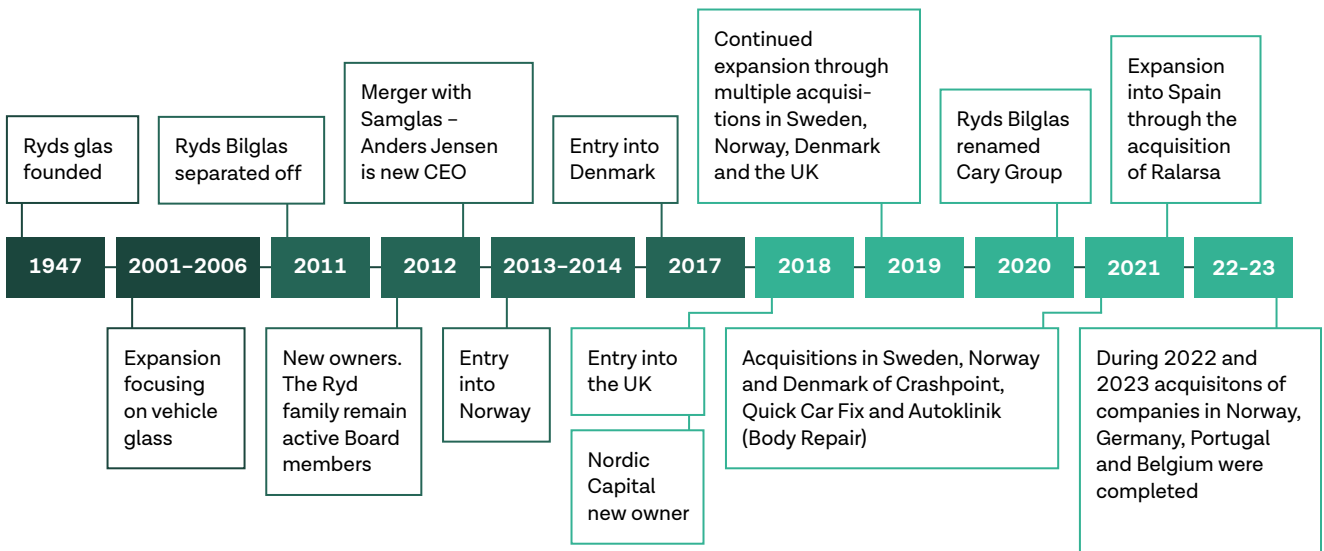 Ryds glas
founded
Ryds Bilglas
separated off
Merger with
Samglas –
Anders Jensen
is new CEO
Entry into
Denmark
Continued
expansion through
multiple acquisi-
tions in Sweden,
Norway, Denmark
and the UK
Ryds Bilglas
renamed
Cary Group
Expansion
into Spain
through the
acquisition
of Ralarsa
1947
2001–2006
2011
2012
2013–2014
2017
2018
2019
2020
2021
22-23
Expansion
focusing
on vehicle
glass
New owners.
The Ryd
family remain
active Board
members
Entry
into
Norway
Entry into
the UK
Nordic
Capital
new owner
Acquisitions in Sweden, Norway
and Denmark of Crashpoint,
Quick Car Fix and Autoklinik
(Body Repair)
During 2022 and
2023 acquisitons of
companies in Norway,
Germany, Portugal
and Belgium were
completed